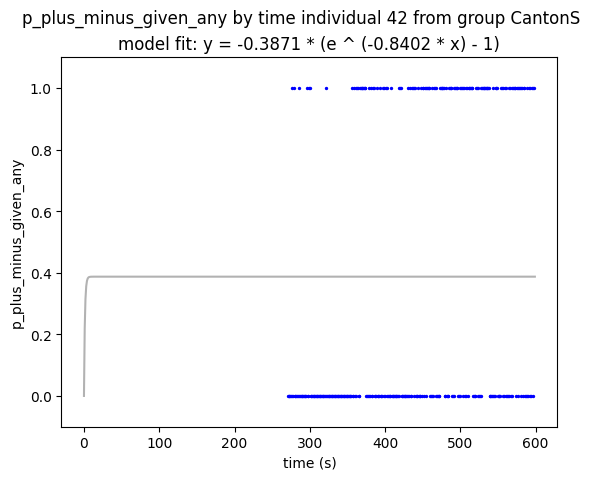 p_plus_minus_given_any by time individual 42 from group CantonS
model fit: y = -0.3871 * (e ^ (-0.8402 * x) - 1)
1.0
0.8
0.6
0.4
0.2
0.0
p_plus_minus_given_any
0 100 200 300 400 500 600
time (s)